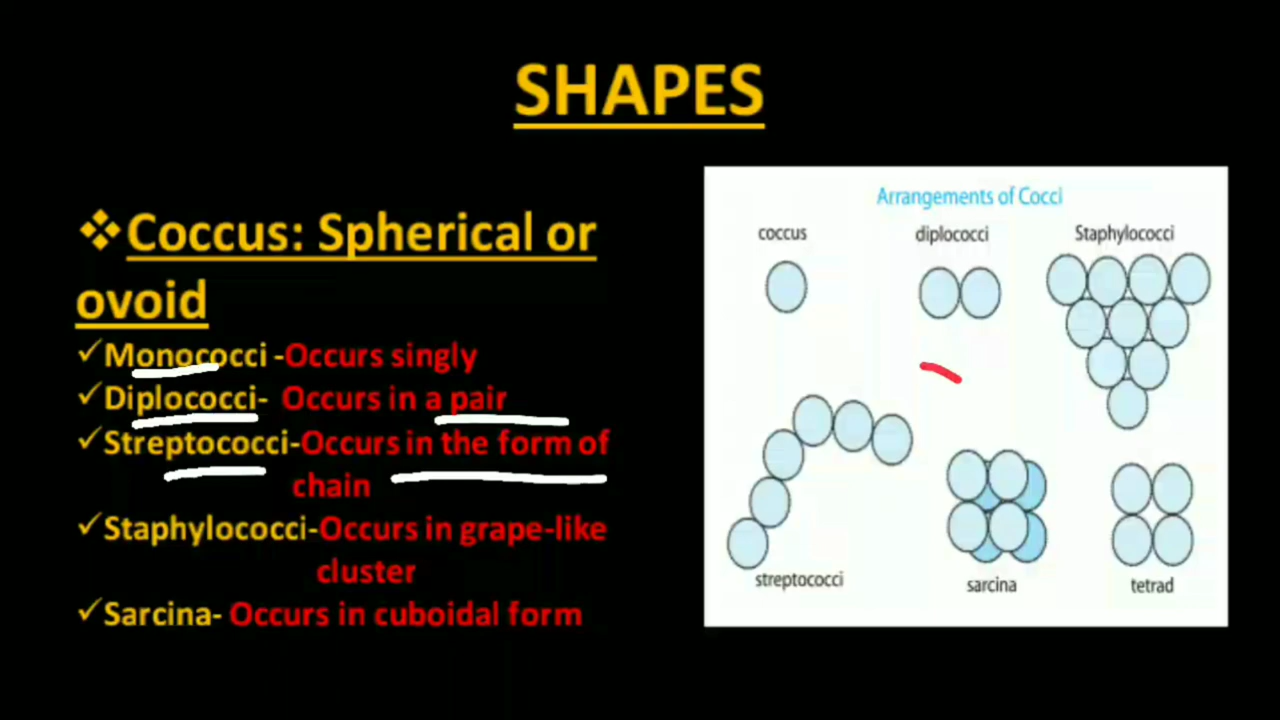 SHAPES
❖Coccus: Spherical or
ovoid
✓Monococci -Occurs singly
✓Diplococci- Occurs in a pair
✓Streptococci-Occurs in the form of
chain
✓Staphylococci-Occurs in grape-like
cluster
✓Sarcina- Occurs in cuboidal form
Arrangements of Cocci
coccus
diplococci
Staphylococci
streptococci
sarcina
tetrad